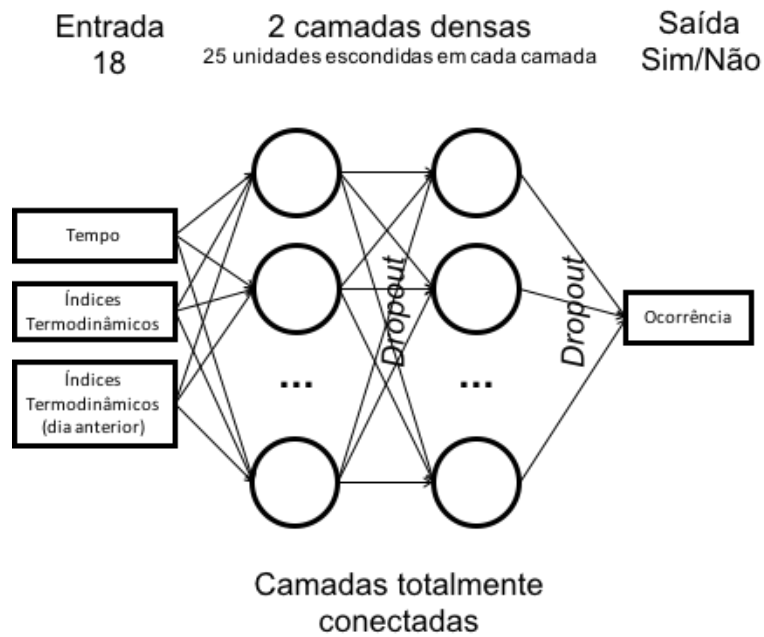 Entrada
18
2 camadas densas
25 unidades escondidas em cada camada
Saída
Sim/Não
Tempo
Índices
Termodinâmicos
Índices
Termodinâmicos
(dia anterior)
...
Dropout
...
Dropout
Ocorrência
Camadas totalmente
conectadas